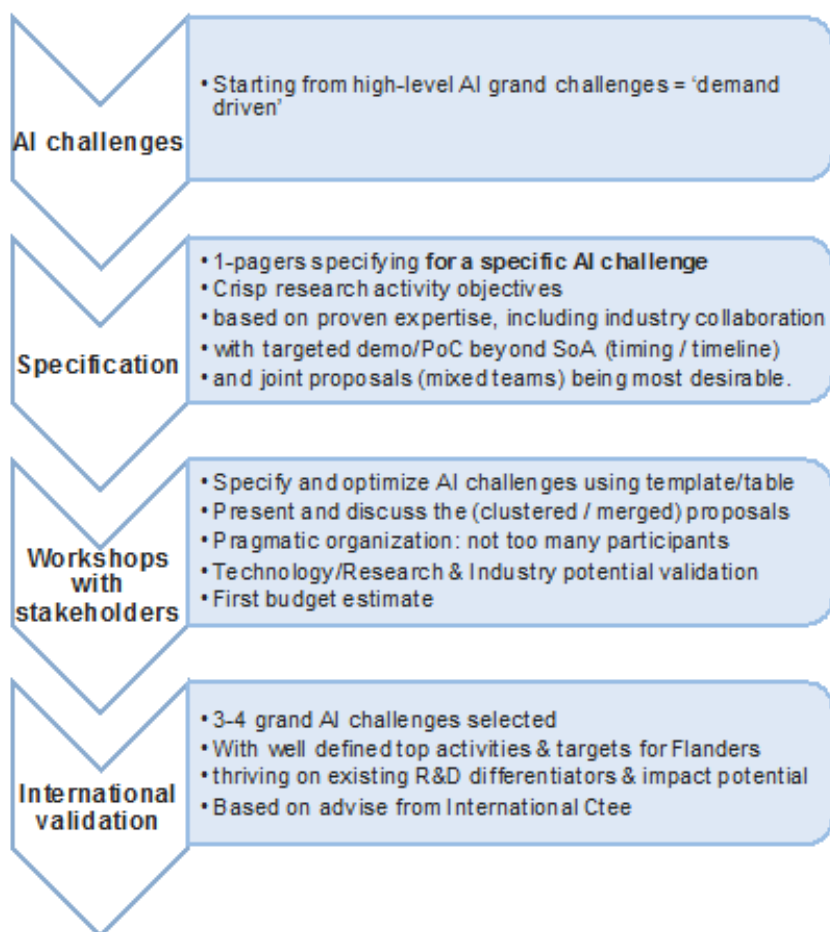 AI challenges
• Starting from high-level AI grand challenges = ‘demand
driven’
Specification
• 1-pagers specifying for a specific AI challenge
• Crisp research activity objectives
• based on proven expertise, including industry collaboration
• with targeted demo/PoC beyond SoA (timing / timeline)
• and joint proposals (mixed teams) being most desirable.
Workshops
with
stakeholders
• Specify and optimize AI challenges using template/table
• Present and discuss the (clustered / merged) proposals
• Pragmatic organization: not too many participants
• Technology/Research & Industry potential validation
• First budget estimate
International
validation
• 3-4 grand AI challenges selected
• With well defined top activities & targets for Flanders
• thriving on existing R&D differentiators & impact potential
• Based on advise from International Ctee